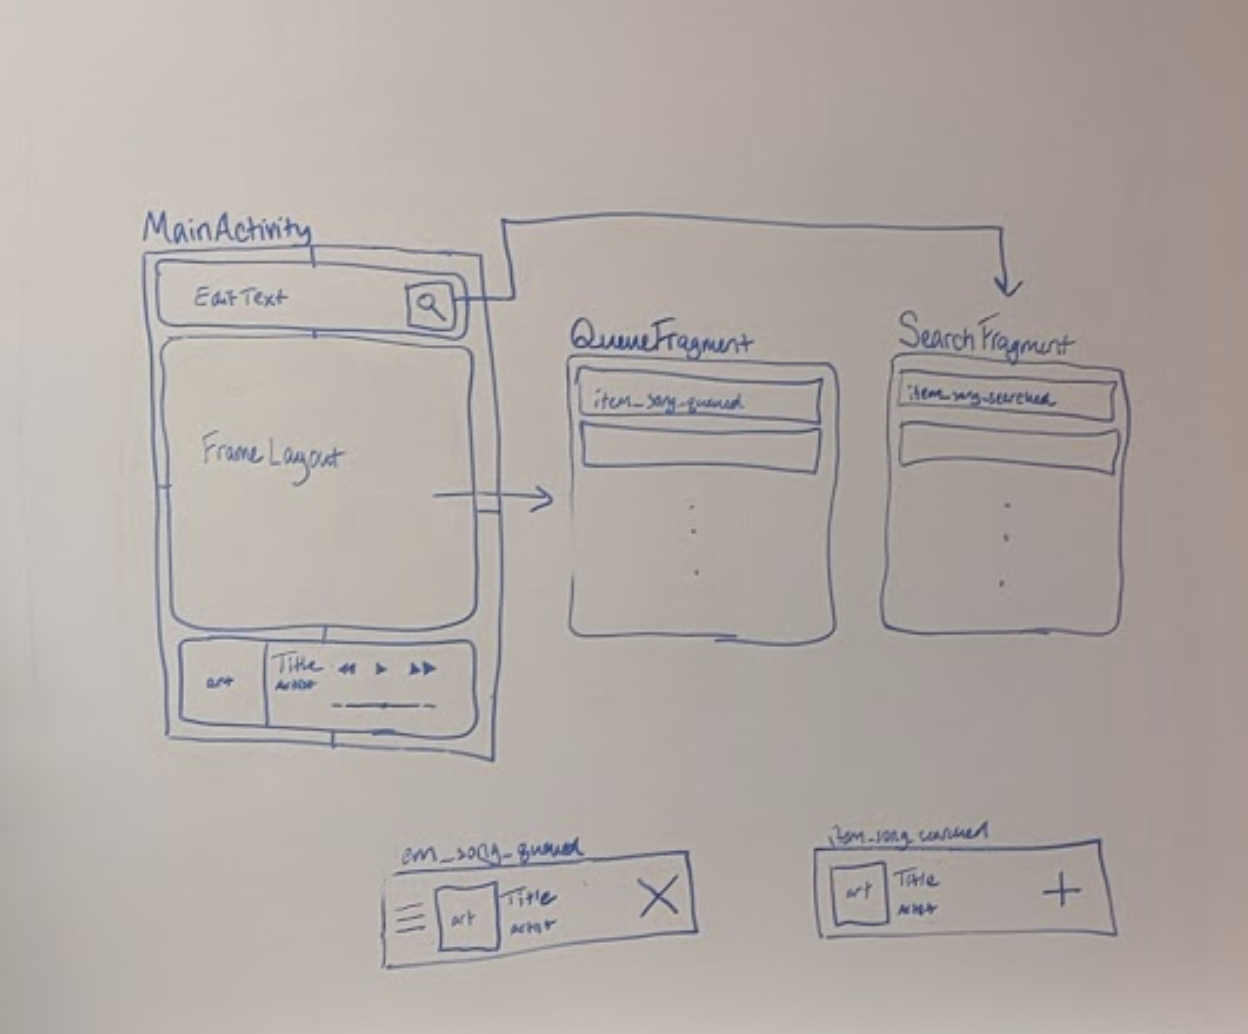 MainActivity
EditText
QueueFragment
SearchFragment
item_song_queued
item_song_searched
FrameLayout
art
Title
Artist
em_song_queued
art
Title
artist
item_song_searched
art
Title
Artist